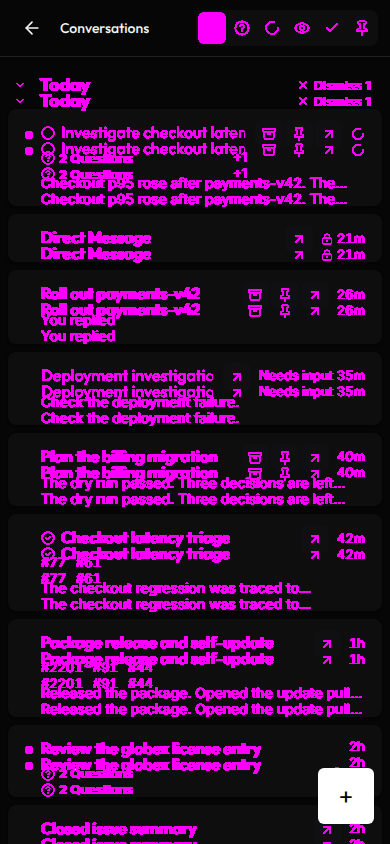 Conversations
Today
Dismiss 1
Today
Dismiss 1
Investigate checkout laten
Investigate checkout laten
2 Questions +1
2 Questions +1
Checkout p95 rose after payments-v42. The...
Checkout p95 rose after payments-v42. The...
Direct Message 21m
Direct Message 21m
Roll out payments-v42 26m
Roll out payments-v42 26m
You replied
You replied
Deployment investigatio Needs input 35m
Deployment investigatio Needs input 35m
Check the deployment failure.
Check the deployment failure.
Plan the billing migration 40m
Plan the billing migration 40m
The dry run passed. Three decisions are left...
The dry run passed. Three decisions are left...
Checkout latency triage 42m
Checkout latency triage 42m
#77 #61
#77 #61
The checkout regression was traced to...
The checkout regression was traced to...
Package release and self-update 1h
Package release and self-update 1h
#2201 #91 #44
#2201 #91 #44
Released the package. Opened the update pull...
Released the package. Opened the update pull...
Review the globex license entry 2h
Review the globex license entry 2h
2 Questions
2 Questions
Closed issue summary 2h
Closed issue summary 2h